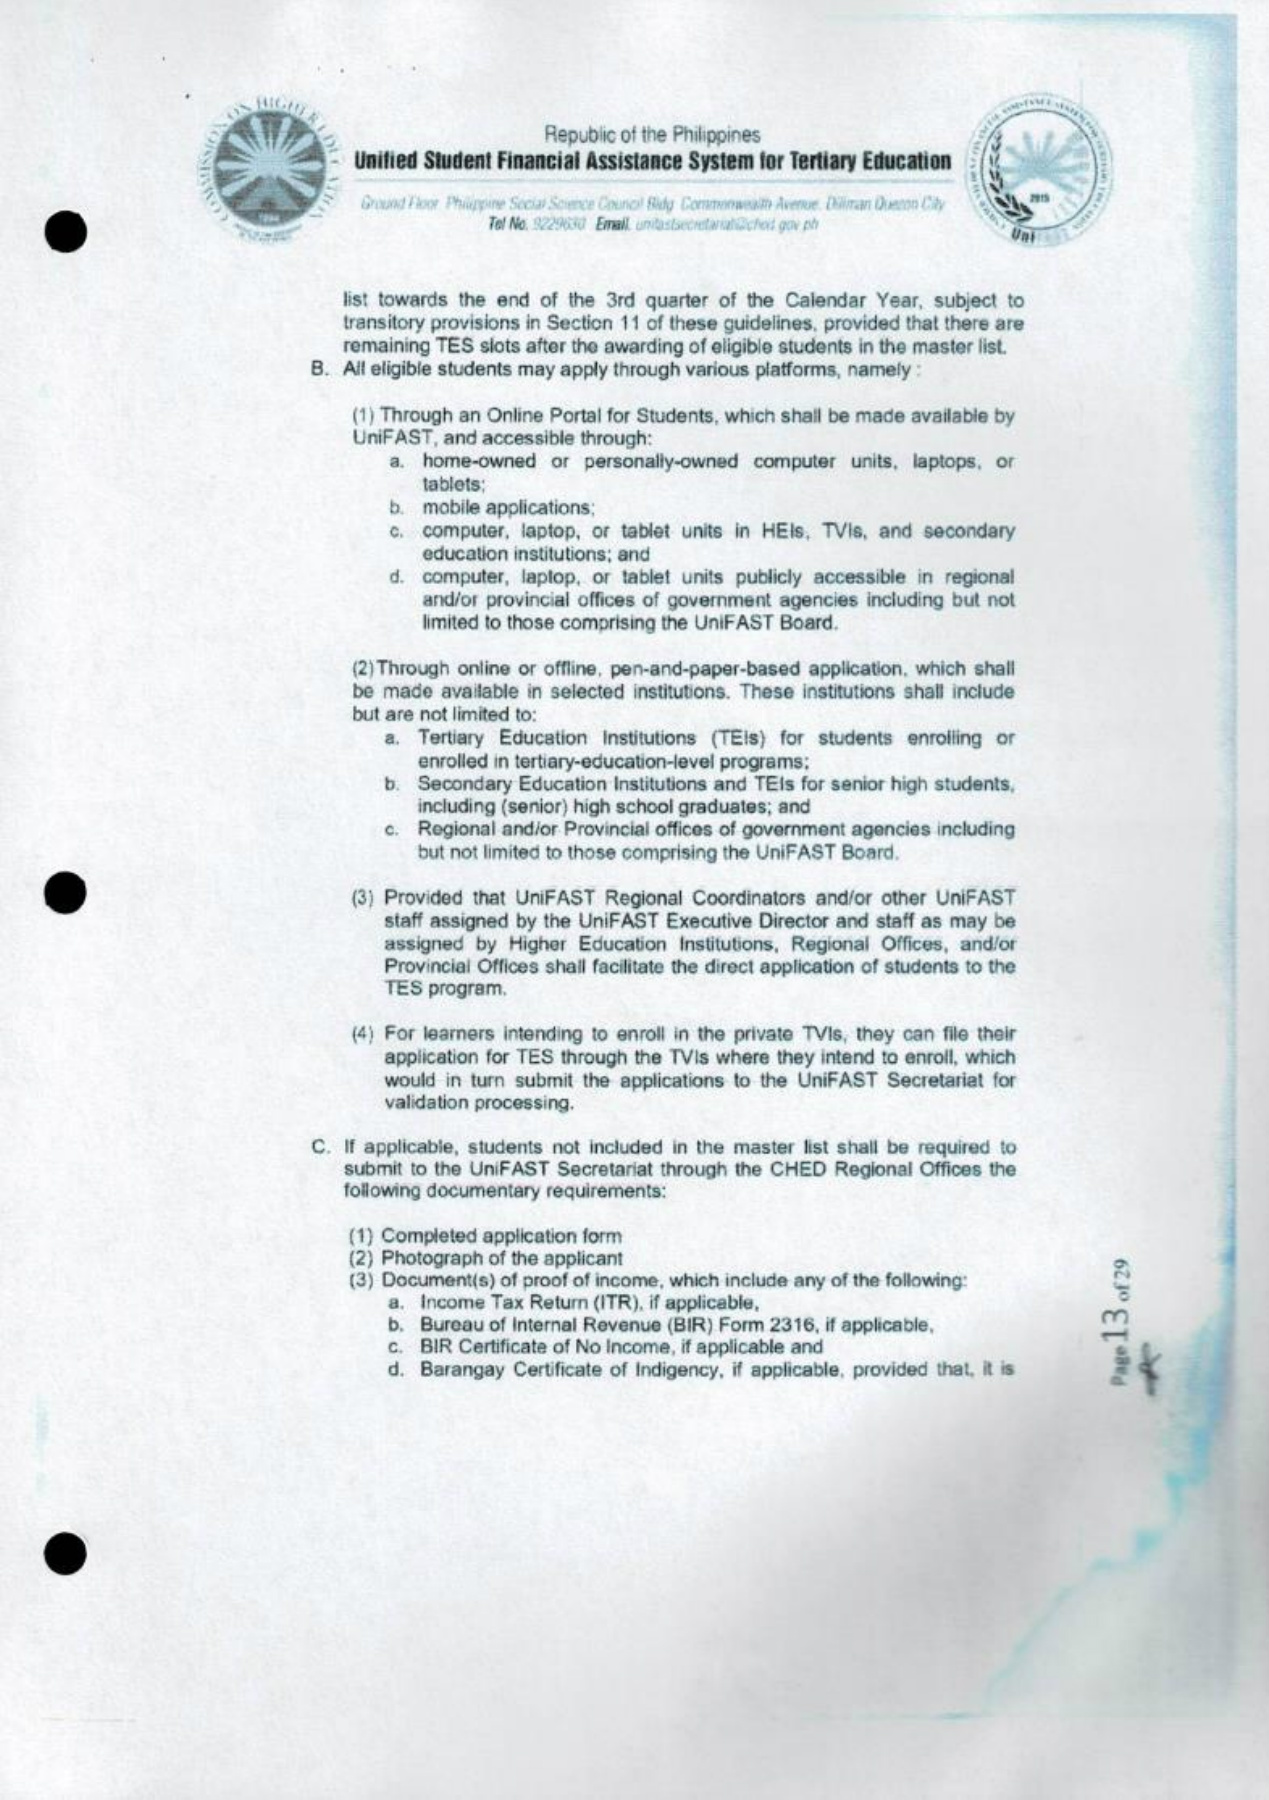 COMMISSION ON HIGHER EDUCATION
1994
Republic of the Philippines
Unified Student Financial Assistance System for Tertiary Education
Ground Floor Philippine Social Science Council Bldg Commonwealth Avenue, Diliman Quezon City
Tel No. 9229630 Email. unifastsecretariat@ched.gov.ph
2015
Uni
list towards the end of the 3rd quarter of the Calendar Year, subject to
transitory provisions in Section 11 of these guidelines, provided that there are
remaining TES slots after the awarding of eligible students in the master list.
B. All eligible students may apply through various platforms, namely :
(1) Through an Online Portal for Students, which shall be made available by
UniFAST, and accessible through:
a. home-owned or personally-owned computer units, laptops, or
tablets;
b. mobile applications;
c. computer, laptop, or tablet units in HEIs, TVIs, and secondary
education institutions; and
d. computer, laptop, or tablet units publicly accessible in regional
and/or provincial offices of government agencies including but not
limited to those comprising the UniFAST Board.
(2) Through online or offline, pen-and-paper-based application, which shall
be made available in selected institutions. These institutions shall include
but are not limited to:
a. Tertiary Education Institutions (TEIs) for students enrolling or
enrolled in tertiary-education-level programs;
b. Secondary Education Institutions and TEIs for senior high students,
including (senior) high school graduates; and
c. Regional and/or Provincial offices of government agencies including
but not limited to those comprising the UniFAST Board.
(3) Provided that UniFAST Regional Coordinators and/or other UniFAST
staff assigned by the UniFAST Executive Director and staff as may be
assigned by Higher Education Institutions, Regional Offices, and/or
Provincial Offices shall facilitate the direct application of students to the
TES program.
(4) For learners intending to enroll in the private TVIs, they can file their
application for TES through the TVIs where they intend to enroll, which
would in turn submit the applications to the UniFAST Secretariat for
validation processing.
C. If applicable, students not included in the master list shall be required to
submit to the UniFAST Secretariat through the CHED Regional Offices the
following documentary requirements:
(1) Completed application form
(2) Photograph of the applicant
(3) Document(s) of proof of income, which include any of the following:
a. Income Tax Return (ITR), if applicable,
b. Bureau of Internal Revenue (BIR) Form 2316, if applicable,
c. BIR Certificate of No Income, if applicable and
d. Barangay Certificate of Indigency, if applicable, provided that, it is
Page 13 of 29